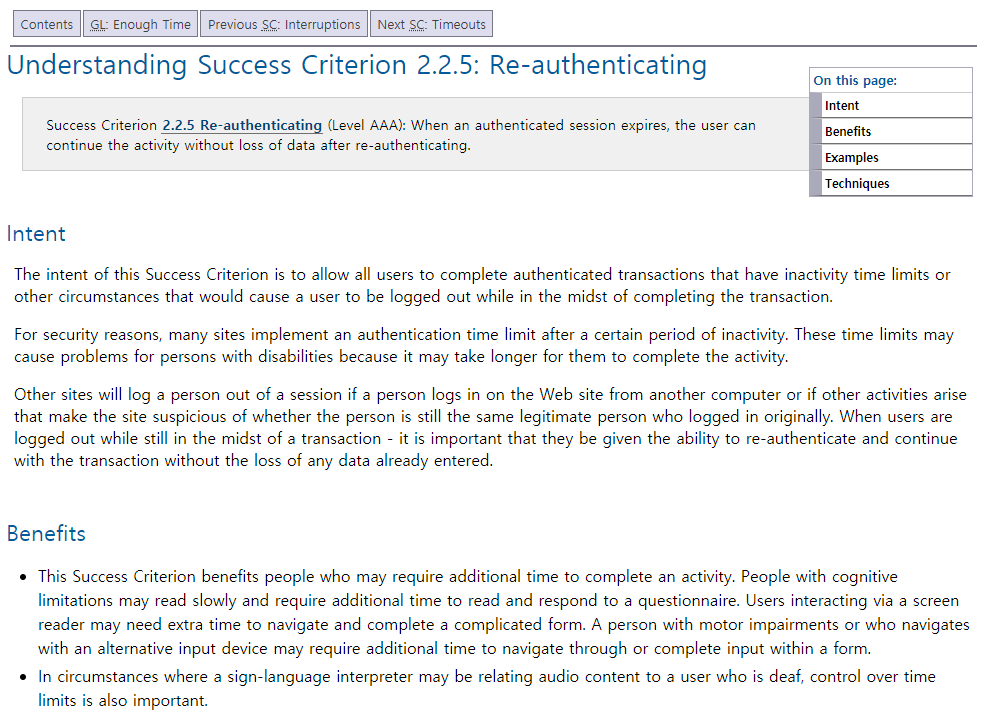 Contents GL: Enough Time Previous SC: Interruptions Next SC: Timeouts
Understanding Success Criterion 2.2.5: Re-authenticating
On this page:
Intent
Benefits
Examples
Techniques
Success Criterion 2.2.5 Re-authenticating (Level AAA): When an authenticated session expires, the user can
continue the activity without loss of data after re-authenticating.
Intent
The intent of this Success Criterion is to allow all users to complete authenticated transactions that have inactivity time limits or
other circumstances that would cause a user to be logged out while in the midst of completing the transaction.
For security reasons, many sites implement an authentication time limit after a certain period of inactivity. These time limits may
cause problems for persons with disabilities because it may take longer for them to complete the activity.
Other sites will log a person out of a session if a person logs in on the Web site from another computer or if other activities arise
that make the site suspicious of whether the person is still the same legitimate person who logged in originally. When users are
logged out while still in the midst of a transaction - it is important that they be given the ability to re-authenticate and continue
with the transaction without the loss of any data already entered.
Benefits
• This Success Criterion benefits people who may require additional time to complete an activity. People with cognitive
limitations may read slowly and require additional time to read and respond to a questionnaire. Users interacting via a screen
reader may need extra time to navigate and complete a complicated form. A person with motor impairments or who navigates
with an alternative input device may require additional time to navigate through or complete input within a form.
• In circumstances where a sign-language interpreter may be relating audio content to a user who is deaf, control over time
limits is also important.